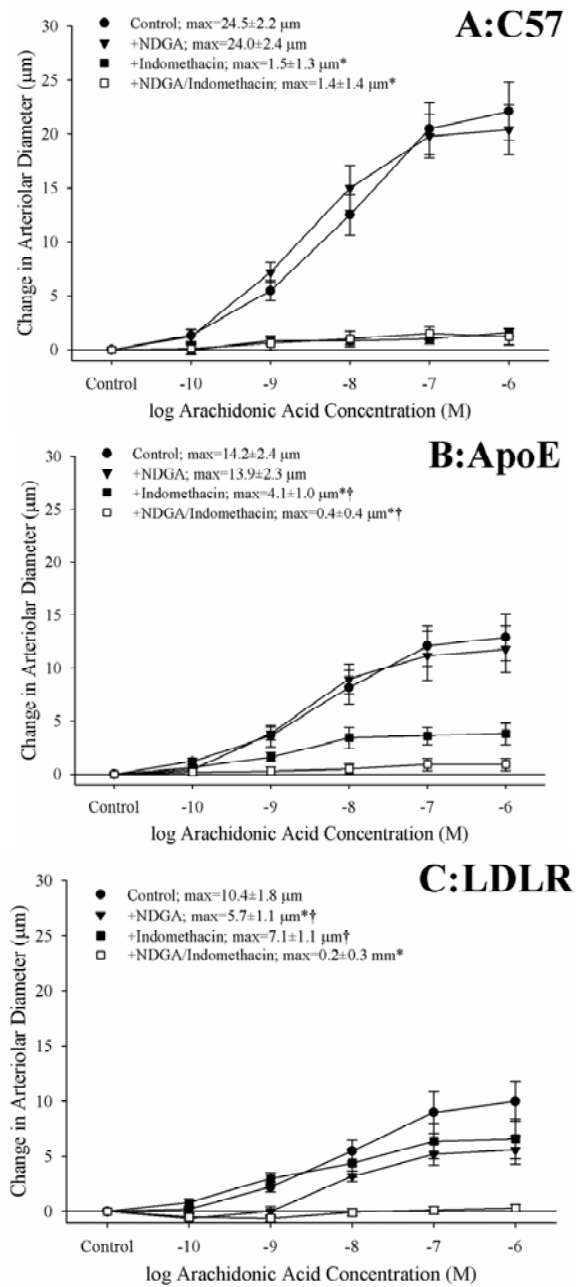 A:C57
Control; max=24.5±2.2 µm
+NDGA; max=24.0±2.4 µm
+Indomethacin; max=1.5±1.3 µm*
+NDGA/Indomethacin; max=1.4±1.4 µm*
Change in Arteriolar Diameter (µm)
30
25
20
15
10
5
0
Control
-10
-9
-8
-7
-6
log Arachidonic Acid Concentration (M)
B:ApoE
Control; max=14.2±2.4 µm
+NDGA; max=13.9±2.3 µm
+Indomethacin; max=4.1±1.0 µm*†
+NDGA/Indomethacin; max=0.4±0.4 µm*†
Change in Arteriolar Diameter (µm)
30
25
20
15
10
5
0
Control
-10
-9
-8
-7
-6
log Arachidonic Acid Concentration (M)
C:LDLR
Control; max=10.4±1.8 µm
+NDGA; max=5.7±1.1 µm*†
+Indomethacin; max=7.1±1.1 µm†
+NDGA/Indomethacin; max=0.2±0.3 mm*
Change in Arteriolar Diameter (µm)
30
25
20
15
10
5
0
Control
-10
-9
-8
-7
-6
log Arachidonic Acid Concentration (M)